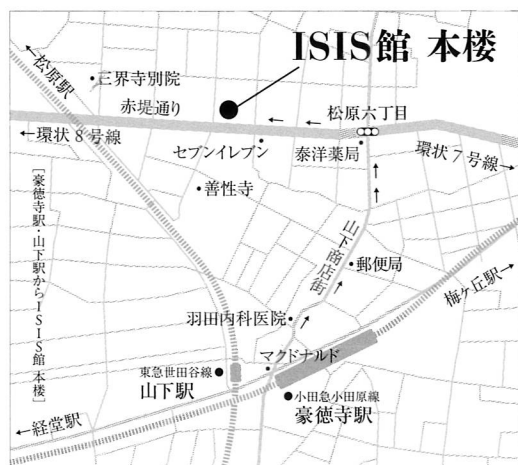 ISIS館 本楼
←松原駅
三界寺別院
赤堤通り
松原六丁目
←環状8号線
セブンイレブン
泰洋薬局
環状7号線→
善性寺
[豪徳寺駅・山下駅からISIS館 本楼]
山下商店街
郵便局
梅ヶ丘駅→
羽田内科医院
マクドナルド
東急世田谷線
山下駅
小田急小田原線
豪徳寺駅
←経堂駅